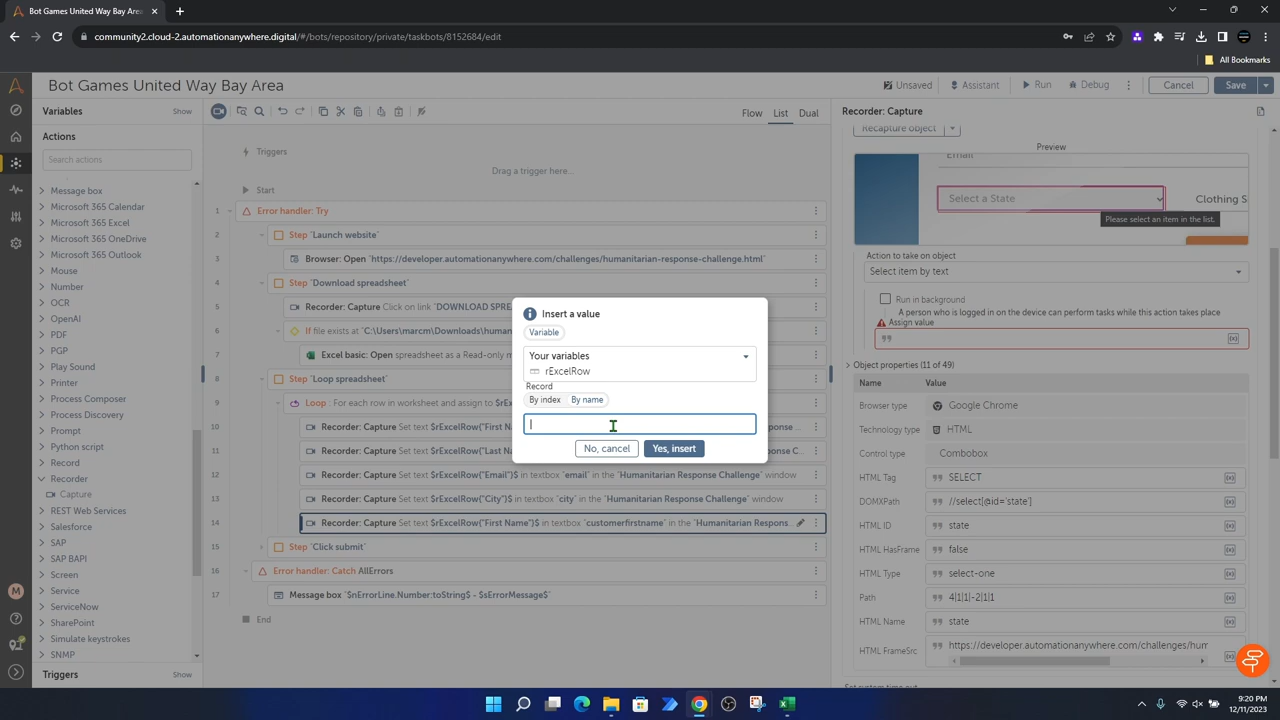 Bot Games United Way Bay Area
community2.cloud-2.automationanywhere.digital/#/bots/repository/private/taskbots/8152684/edit
All Bookmarks
Bot Games United Way Bay Area
Unsaved
Assistant
Run
Debug
Cancel
Save
Variables
Show
Flow
List
Dual
Recorder: Capture
Actions
Search actions
Message box
Microsoft 365 Calendar
Microsoft 365 Excel
Microsoft 365 OneDrive
Microsoft 365 Outlook
Mouse
Number
OCR
OpenAI
PDF
PGP
Play Sound
Printer
Process Composer
Process Discovery
Prompt
Python script
Record
Recorder
Capture
REST Web Services
Salesforce
SAP
SAP BAPI
Screen
Service
ServiceNow
SharePoint
Simulate keystrokes
SNMP
Triggers
Show
Triggers
Drag a trigger here...
Start
1 Error handler: Try
2 Step "Launch website"
3 Browser: Open "https://developer.automationanywhere.com/challenges/humanitarian-response-challenge.html"
4 Step "Download spreadsheet"
5 Recorder: Capture Click on link "DOWNLOAD SPRE
6 If file exists at "C:\Users\marcm\Downloads\human
7 Excel basic: Open spreadsheet as a Read-only m
8 Step "Loop spreadsheet"
9 Loop : For each row in worksheet and assign to $rEx
10 Recorder: Capture Set text $rExcelRow{"First Na
ponse ...
11 Recorder: Capture Set text $rExcelRow{"Last Na
ponse C...
12 Recorder: Capture Set text $rExcelRow{"Email"}$ in textbox "email" in the "Humanitarian Response Challenge" window
13 Recorder: Capture Set text $rExcelRow{"City"}$ in textbox "city" in the "Humanitarian Response Challenge" window
14 Recorder: Capture Set text $rExcelRow{"First Name"}$ in textbox "customerfirstname" in the "Humanitarian Respons...
15 Step "Click submit"
16 Error handler: Catch AllErrors
17 Message box "$nErrorLine.Number:toString$ - $sErrorMessage$"
End
Insert a value
Variable
Your variables
rExcelRow
Record
By index
By name
No, cancel
Yes, insert
Recapture object
Preview
Email
Select a State
Clothing S
Please select an item in the list.
Action to take on object
Select item by text
Run in background
A person who is logged in on the device can perform tasks while this action takes place
Assign value
Object properties (11 of 49)
Name Value
Browser type Google Chrome
Technology type HTML
Control type Combobox
HTML Tag SELECT
DOMXPath //select[@id='state']
HTML ID state
HTML HasFrame false
HTML Type select-one
Path 4|1|1|-2|1|1
HTML Name state
HTML FrameSrc https://developer.automationanywhere.com/challenges/hum
9:20 PM
12/11/2023